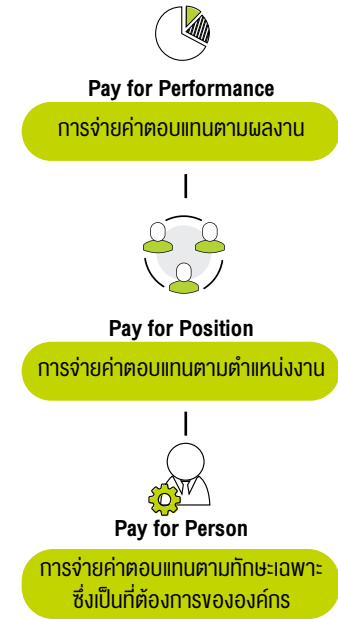 Pay for Performance
การจ่ายค่าตอบแทนตามผลงาน
Pay for Position
การจ่ายค่าตอบแทนตามตำแหน่งงาน
Pay for Person
การจ่ายค่าตอบแทนตามทักษะเฉพาะ
ซึ่งเป็นที่ต้องการขององค์กร